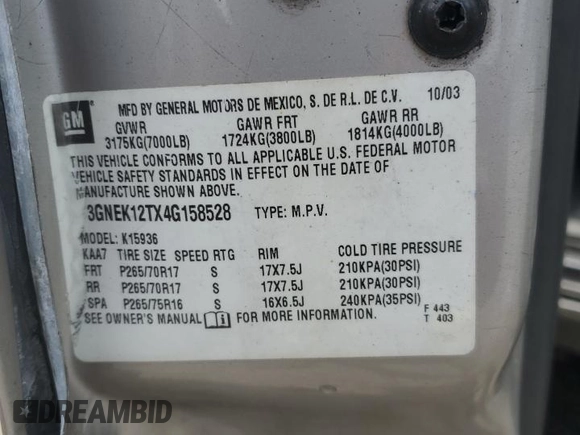 GM
MFD BY GENERAL MOTORS DE MEXICO, S. DE R.L. DE C.V. 10/03
GVWR GAWR FRT GAWR RR
3175KG(7000LB) 1724KG(3800LB) 1814KG(4000LB)
THIS VEHICLE CONFORMS TO ALL APPLICABLE U.S. FEDERAL MOTOR
VEHICLE SAFETY STANDARDS IN EFFECT ON THE DATE OF
MANUFACTURE SHOWN ABOVE.
3GNEK12TX4G158528 TYPE: M.P.V.
MODEL: K15936
KAA7 TIRE SIZE SPEED RTG RIM COLD TIRE PRESSURE
FRT P265/70R17 S 17X7.5J 210KPA(30PSI)
RR P265/70R17 S 17X7.5J 210KPA(30PSI)
SPA P265/75R16 S 16X6.5J 240KPA(35PSI)
SEE OWNER'S MANUAL FOR MORE INFORMATION. F 443
T 403
DREAMBID